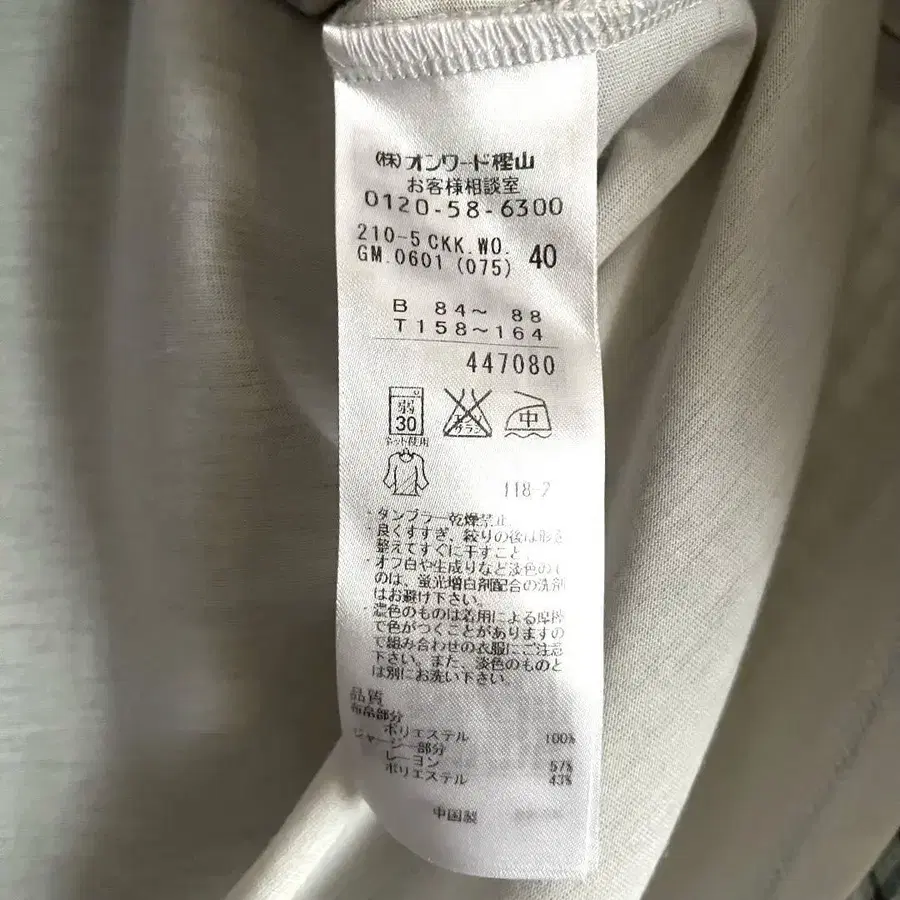 (株)オンワード樫山
お客様相談室
0120-58-6300
210-5 CKK.WO. 40
GM.0601 (075)
B 84～ 88
T 158～164
447080
弱
30
ネット使用
エンソ
サラシ
中
118-2
・タンブラー乾燥禁止
・良くすすぎ、絞りの後は形を
整えてすぐに干すこと。
・オフ白や生成りなど淡色のも
のは、蛍光増白剤配合の洗剤
はお避け下さい。
・濃色のものは着用による摩擦
で色がつくことがありますの
で組み合わせの衣服にご注意
下さい。また、淡色のものと
は別にお洗い下さい。
品質
布帛部分
ポリエステル 100%
ジャージー部分
レーヨン 57%
ポリエステル 43%
中国製